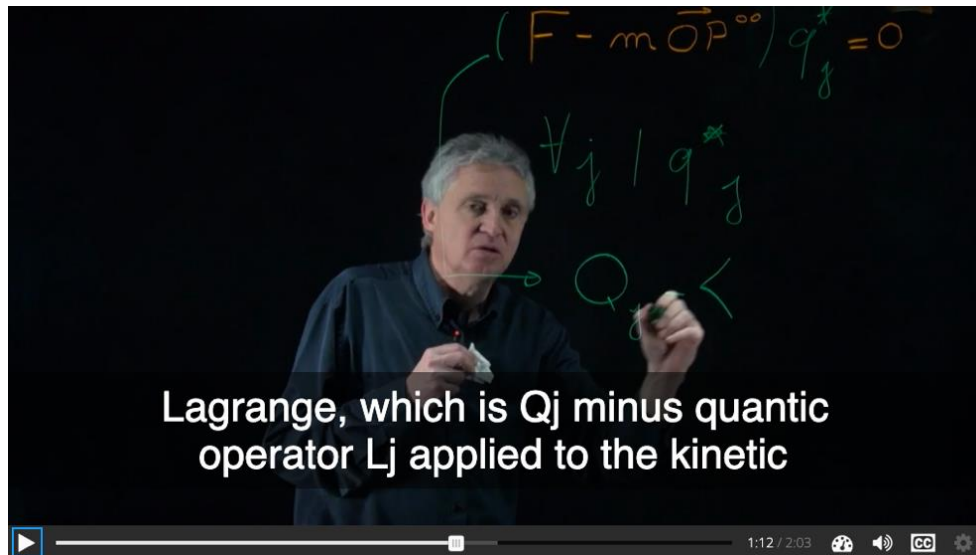 (F - m OP°°) q*j = 0
∀j / q*j
Qj - <
Lagrange, which is Qj minus quantic
operator Lj applied to the kinetic
1:12 / 2:03
CC